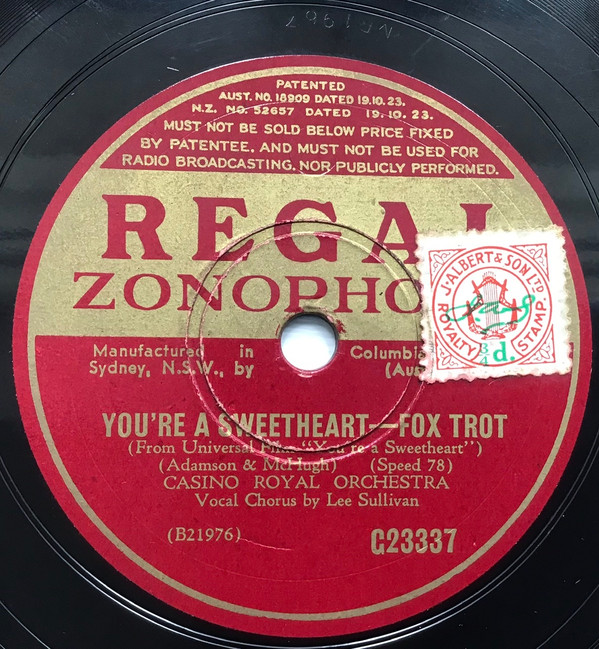 PATENTED
AUST. NO. 18909 DATED 19.10.23.
N.Z. NO. 52657 DATED 19.10.23.
MUST NOT BE SOLD BELOW PRICE FIXED
BY PATENTEE, AND MUST NOT BE USED FOR
RADIO BROADCASTING, NOR PUBLICLY PERFORMED.
REGAL
ZONOPHO
J. ALBERT & SON LTD
ROYALTY STAMP.
d.
Manufactured in Columbia
Sydney, N.S.W., by (Aus
YOU'RE A SWEETHEART—FOX TROT
(From Universal Film "You're a Sweetheart")
(Adamson & McHugh) (Speed 78)
CASINO ROYAL ORCHESTRA
Vocal Chorus by Lee Sullivan
(B21976) G23337